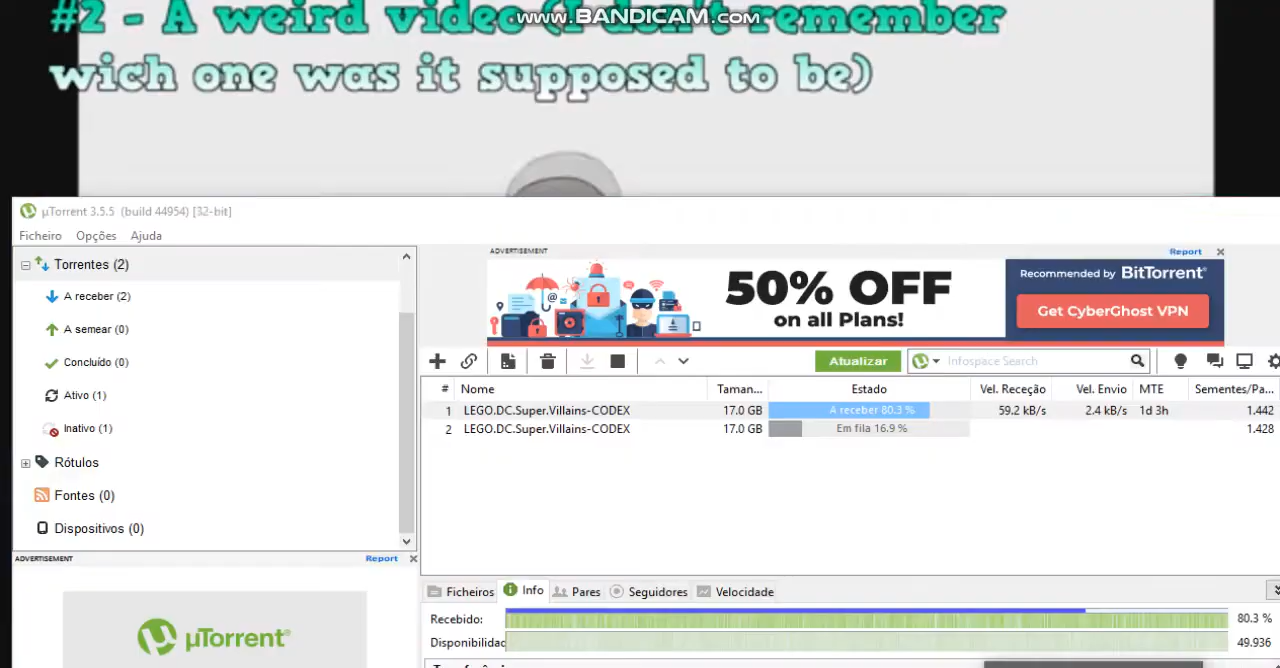 www.BANDICAM.com
#2 - A weird video (I don't remember
wich one was it supposed to be)
µTorrent 3.5.5 (build 44954) [32-bit]
Ficheiro Opções Ajuda
Torrentes (2)
A receber (2)
A semear (0)
Concluído (0)
Ativo (1)
Inativo (1)
Rótulos
Fontes (0)
Dispositivos (0)
ADVERTISEMENT Report
µTorrent
ADVERTISEMENT Report
50% OFF
on all Plans!
Recommended by BitTorrent
Get CyberGhost VPN
Atualizar Infospace Search
# Nome Taman... Estado Vel. Receção Vel. Envio MTE Sementes/Pa...
1 LEGO.DC.Super.Villains-CODEX 17.0 GB A receber 80.3 % 59.2 kB/s 2.4 kB/s 1d 3h 1.442
2 LEGO.DC.Super.Villains-CODEX 17.0 GB Em fila 16.9 % 1.428
Ficheiros Info Pares Seguidores Velocidade
Recebido: 80.3 %
Disponibilidac 49.936